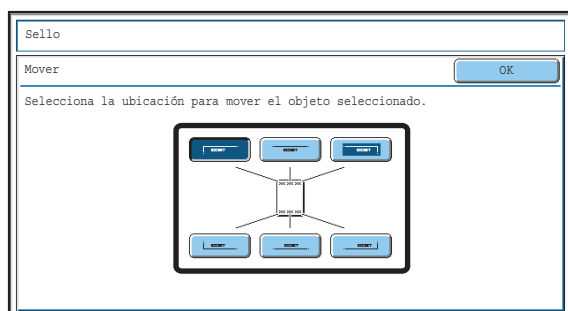 Sello
Mover
OK
Selecciona la ubicación para mover el objeto seleccionado.